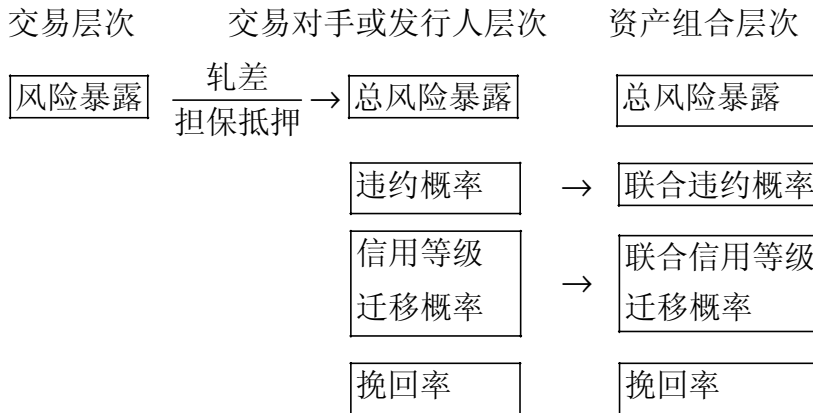 交易层次 交易对手或发行人层次 资产组合层次
风险暴露 轧差 担保抵押 → 总风险暴露 总风险暴露
违约概率 → 联合违约概率
信用等级 联合信用等级
→
迁移概率 迁移概率
挽回率 挽回率